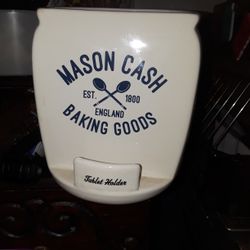 MASON CASH
EST. 1800
ENGLAND
BAKING GOODS
Tablet Holder